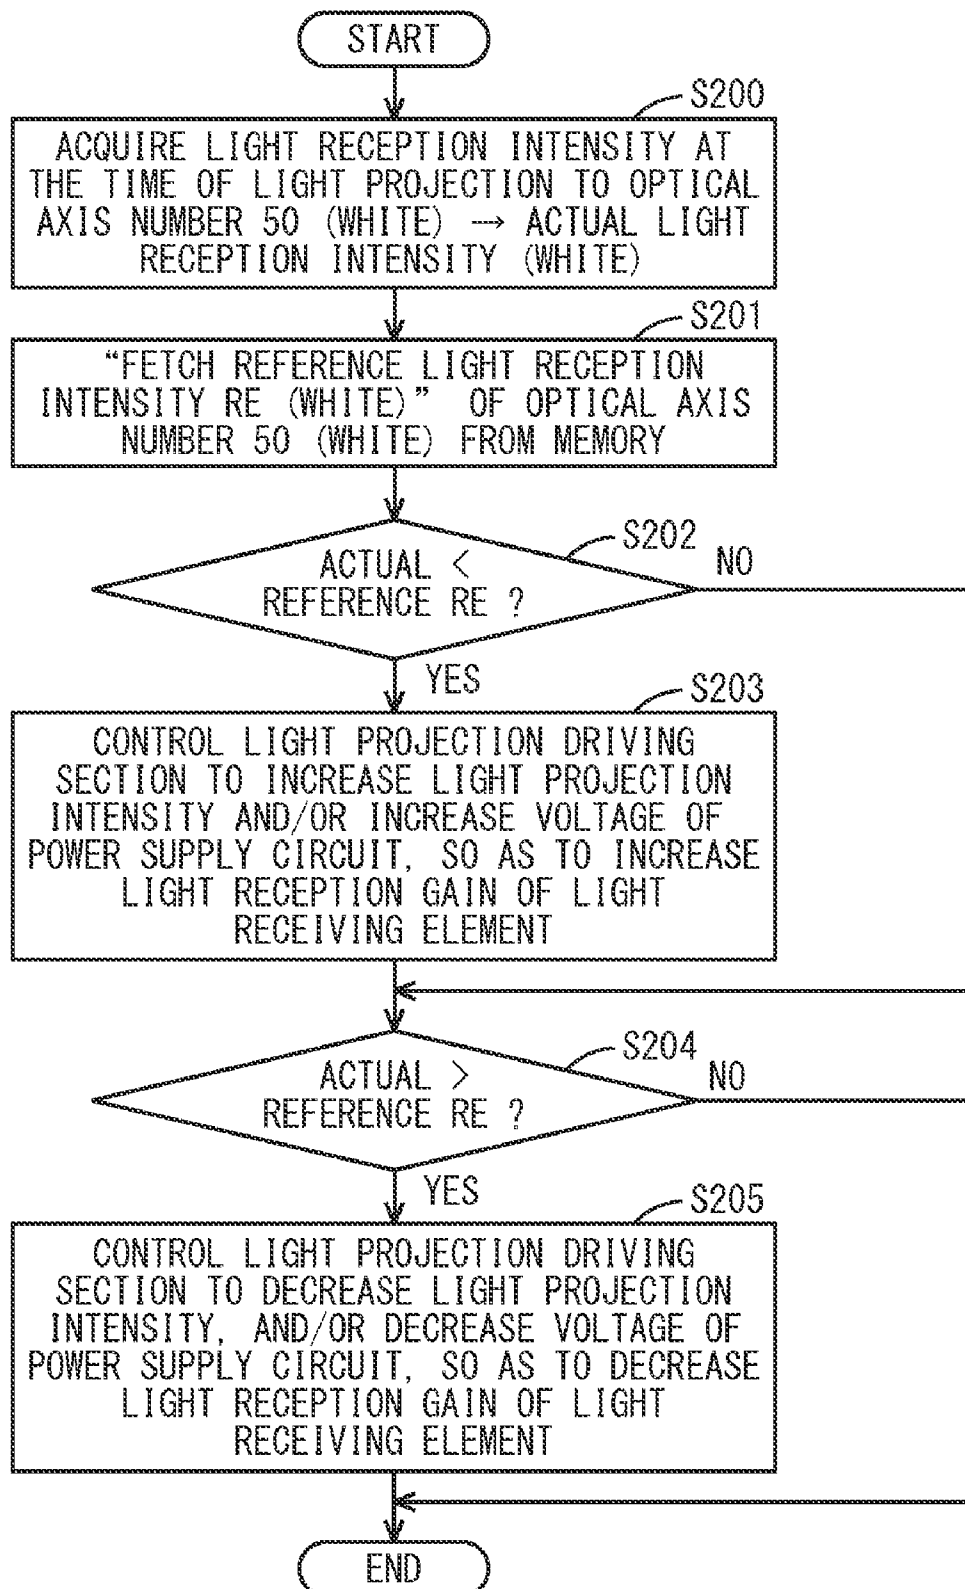 START
S200
ACQUIRE LIGHT RECEPTION INTENSITY AT
THE TIME OF LIGHT PROJECTION TO OPTICAL
AXIS NUMBER 50 (WHITE) → ACTUAL LIGHT
RECEPTION INTENSITY (WHITE)
S201
“FETCH REFERENCE LIGHT RECEPTION
INTENSITY RE (WHITE)” OF OPTICAL AXIS
NUMBER 50 (WHITE) FROM MEMORY
S202
NO
ACTUAL <
REFERENCE RE ?
YES
S203
CONTROL LIGHT PROJECTION DRIVING
SECTION TO INCREASE LIGHT PROJECTION
INTENSITY AND/OR INCREASE VOLTAGE OF
POWER SUPPLY CIRCUIT, SO AS TO INCREASE
LIGHT RECEPTION GAIN OF LIGHT
RECEIVING ELEMENT
S204
NO
ACTUAL >
REFERENCE RE ?
YES
S205
CONTROL LIGHT PROJECTION DRIVING
SECTION TO DECREASE LIGHT PROJECTION
INTENSITY, AND/OR DECREASE VOLTAGE OF
POWER SUPPLY CIRCUIT, SO AS TO DECREASE
LIGHT RECEPTION GAIN OF LIGHT
RECEIVING ELEMENT
END